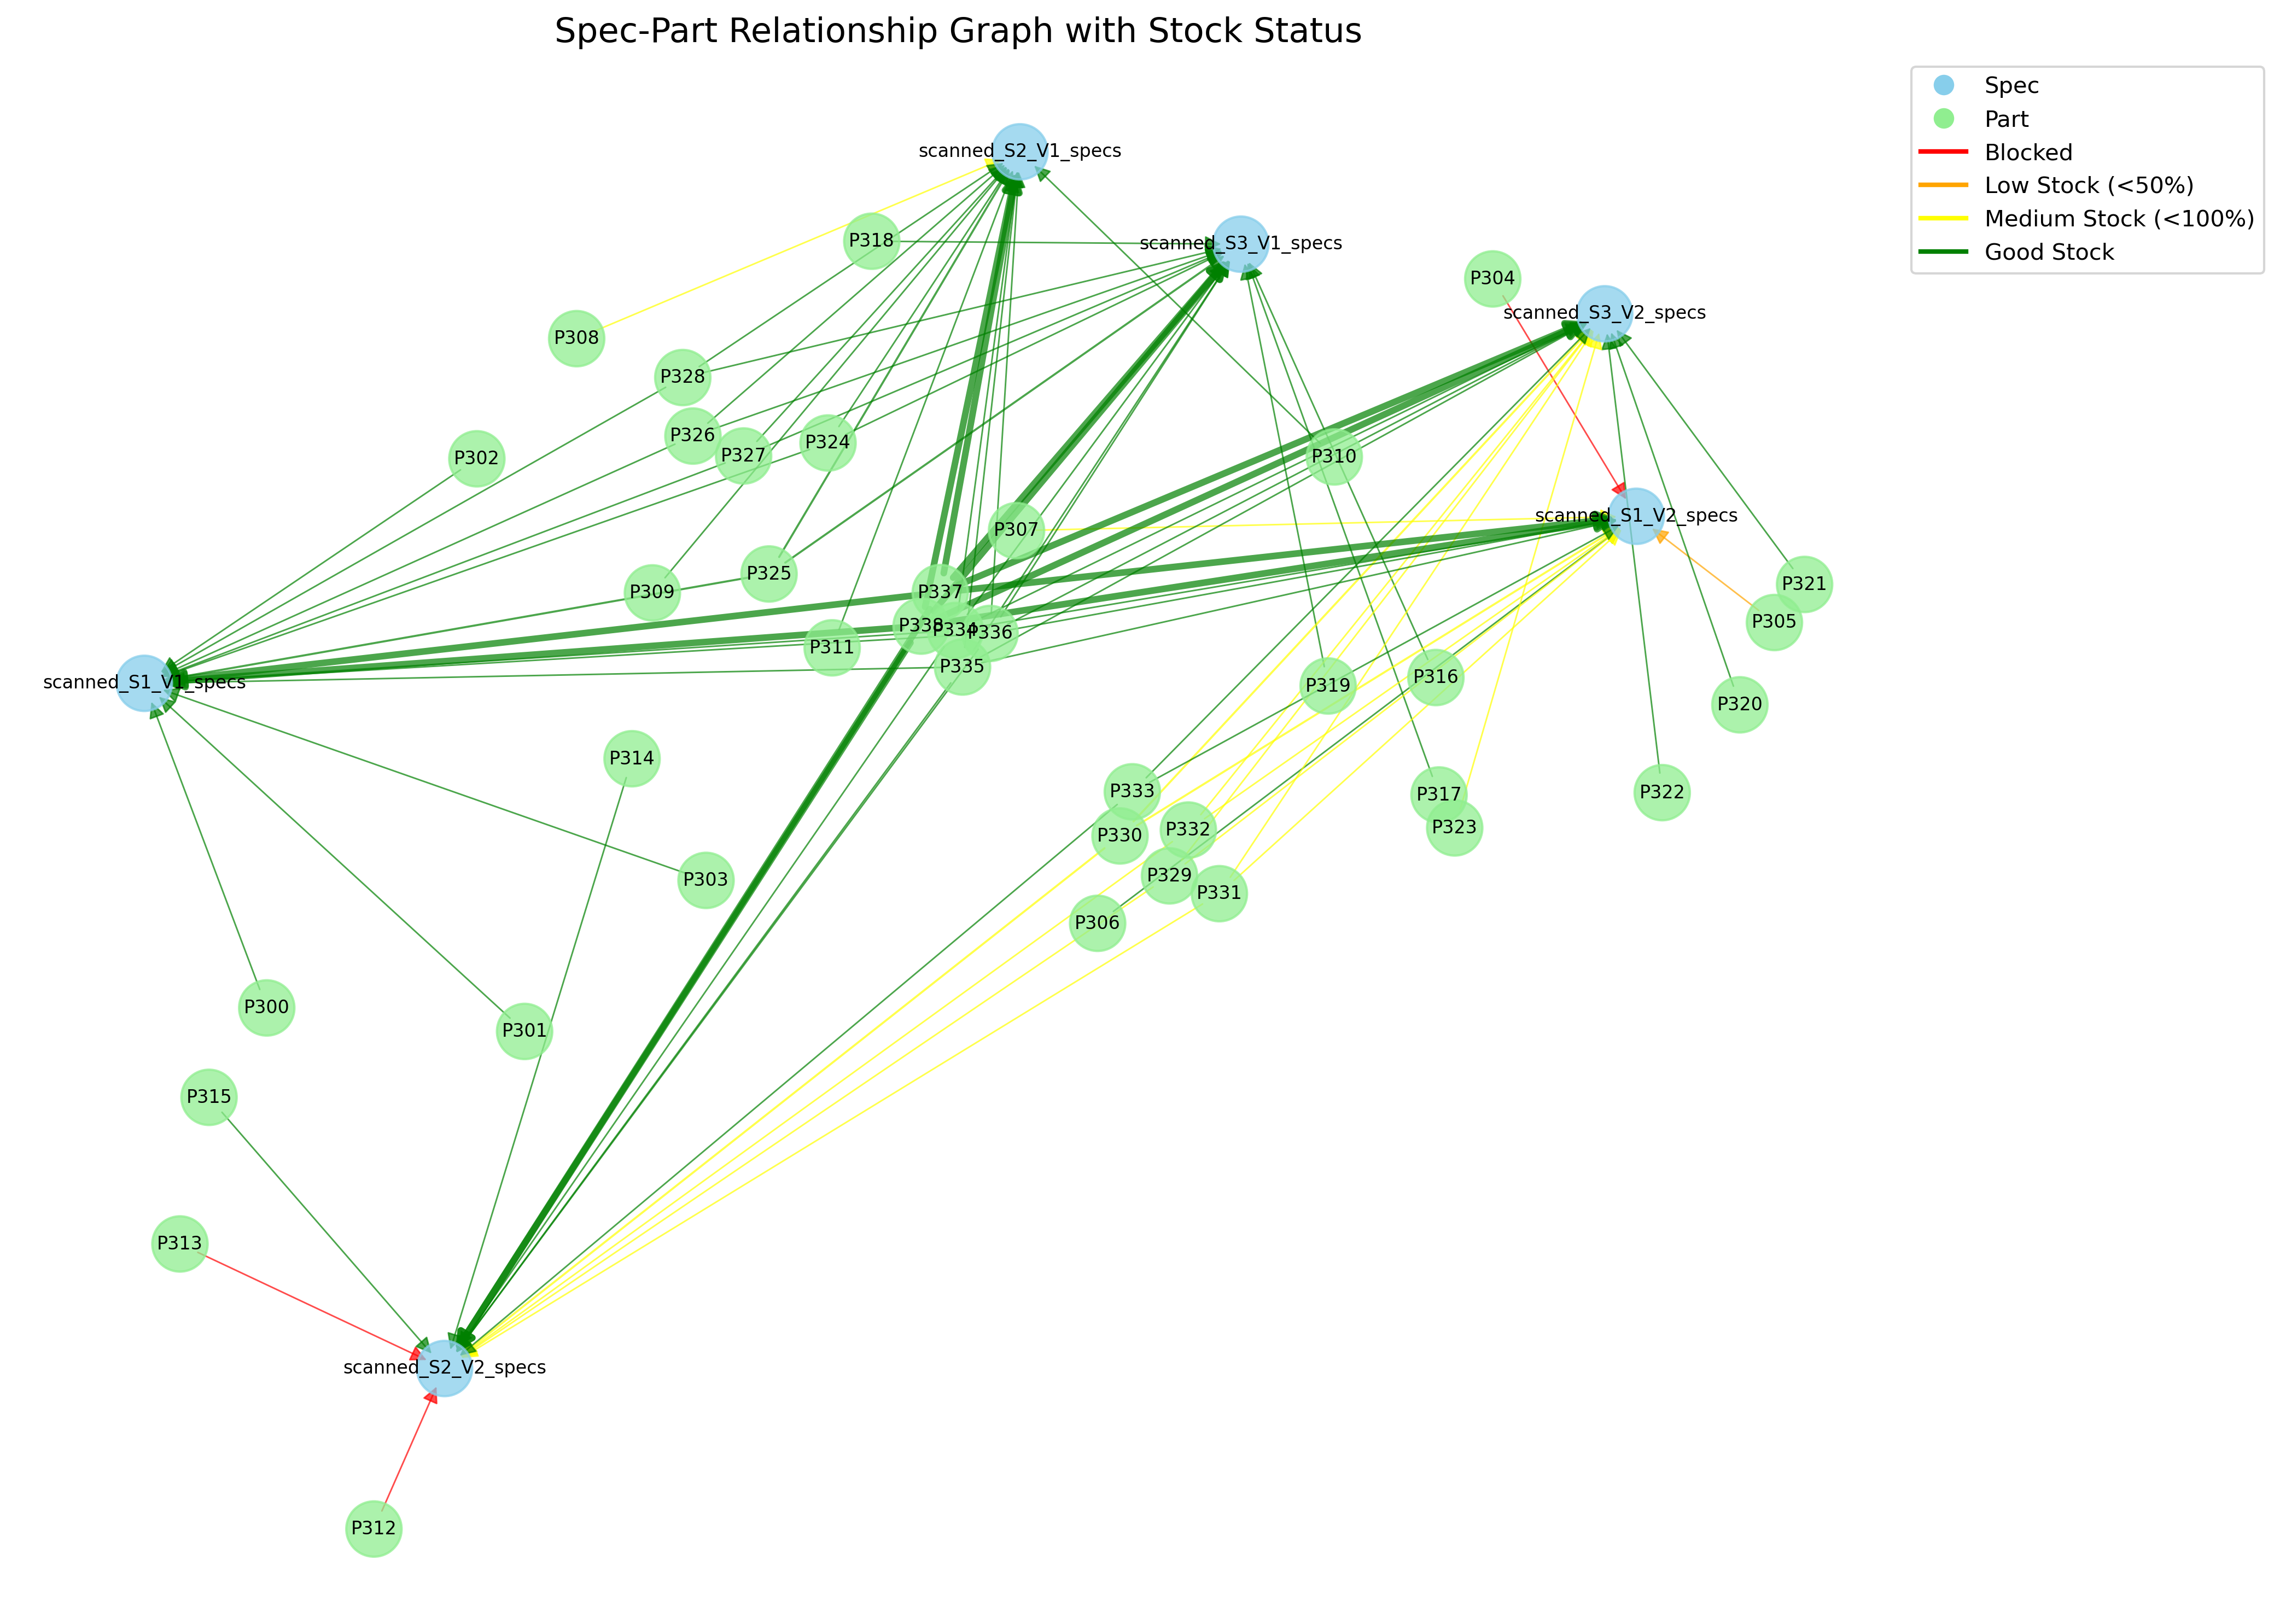 Spec-Part Relationship Graph with Stock Status
Spec
Part
Blocked
Low Stock (<50%)
Medium Stock (<100%)
Good Stock
scanned_S2_V1_specs
P318
scanned_S3_V1_specs
P304
scanned_S3_V2_specs
P308
P328
P326
P324
P327
P302
P310
P307
scanned_S1_V2_specs
P325
P309
P337
P321
P305
P338
P334
P336
P311
P335
scanned_S1_V1_specs
P319
P316
P320
P314
P333
P317
P322
P330
P332
P323
P303
P329
P331
P306
P300
P301
P315
P313
scanned_S2_V2_specs
P312